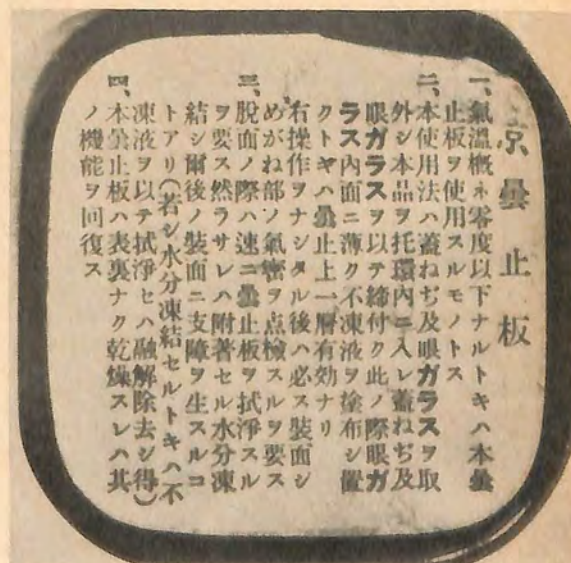 京曇止板
一、氣溫概ネ零度以下ナルトキハ本曇
止板ヲ使用スルモノトス
二、本使用法ハ蓋ねぢ及眼ガラスヲ取
外シ本品ヲ托環內ニ入レ蓋ねぢ及
眼ガラスヲ以テ締付ク此ノ際眼ガ
ラス內面ニ薄ク不凍液ヲ塗布シ置
クトキハ曇止上一層有効ナリ
右操作ヲナシタル後ハ必ス裝面シ
めがね部ノ氣密ヲ点檢スルヲ要ス
三、脫面ノ際ハ速ニ曇止板ヲ拭淨スル
ヲ要ス然ラサレハ附著セル水分凍
結シ爾後ノ裝面ニ支障ヲ生スルコ
トアリ(若シ水分凍結セルトキハ不
凍液ヲ以テ拭淨セハ融解除去シ得)
四、本曇止板ハ表裏ナク乾燥スレハ其
ノ機能ヲ回復ス